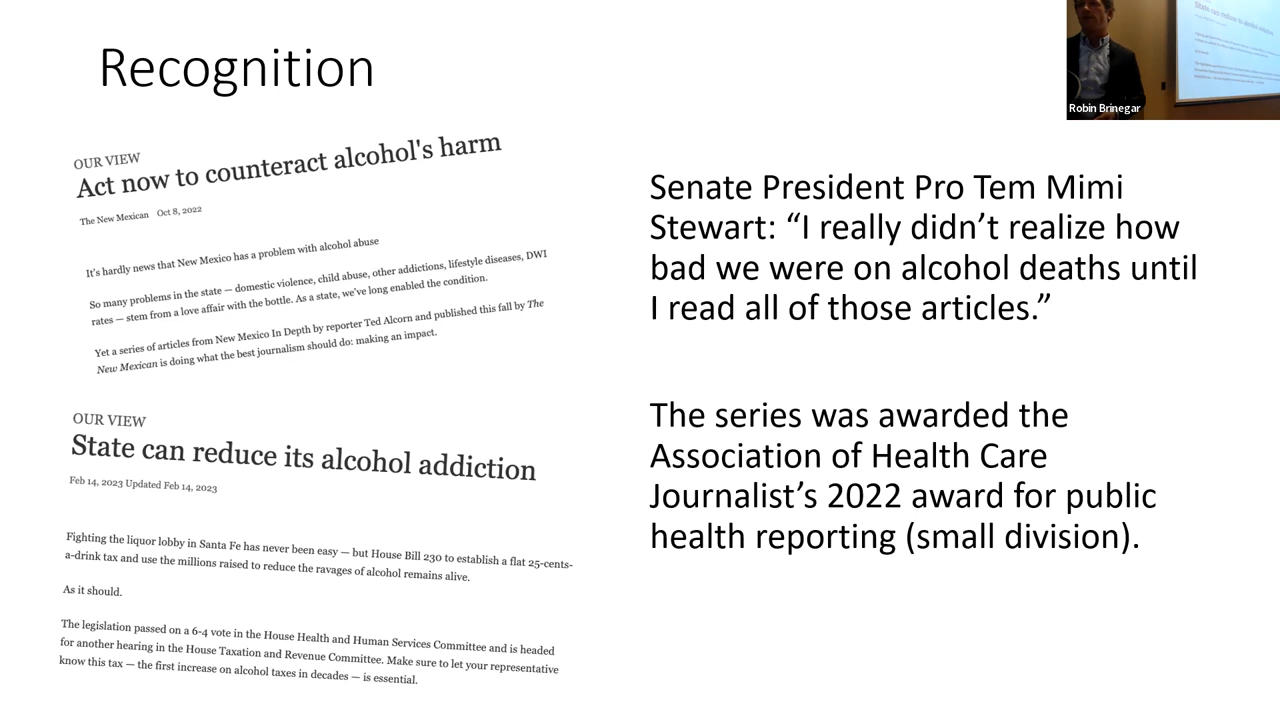 Recognition
OUR VIEW
Act now to counteract alcohol's harm
The New Mexican Oct 8, 2022
It's hardly news that New Mexico has a problem with alcohol abuse
So many problems in the state — domestic violence, child abuse, other addictions, lifestyle diseases, DWI
rates — stem from a love affair with the bottle. As a state, we've long enabled the condition.
Yet a series of articles from New Mexico In Depth by reporter Ted Alcorn and published this fall by The
New Mexican is doing what the best journalism should do: making an impact.
OUR VIEW
State can reduce its alcohol addiction
Feb 14, 2023 Updated Feb 14, 2023
Fighting the liquor lobby in Santa Fe has never been easy — but House Bill 230 to establish a flat 25-cents-
a-drink tax and use the millions raised to reduce the ravages of alcohol remains alive.
As it should.
The legislation passed on a 6-4 vote in the House Health and Human Services Committee and is headed
for another hearing in the House Taxation and Revenue Committee. Make sure to let your representative
know this tax — the first increase on alcohol taxes in decades — is essential.
Senate President Pro Tem Mimi
Stewart: “I really didn’t realize how
bad we were on alcohol deaths until
I read all of those articles.”
The series was awarded the
Association of Health Care
Journalist’s 2022 award for public
health reporting (small division).
State can reduce its alcohol addiction
Robin Brinegar